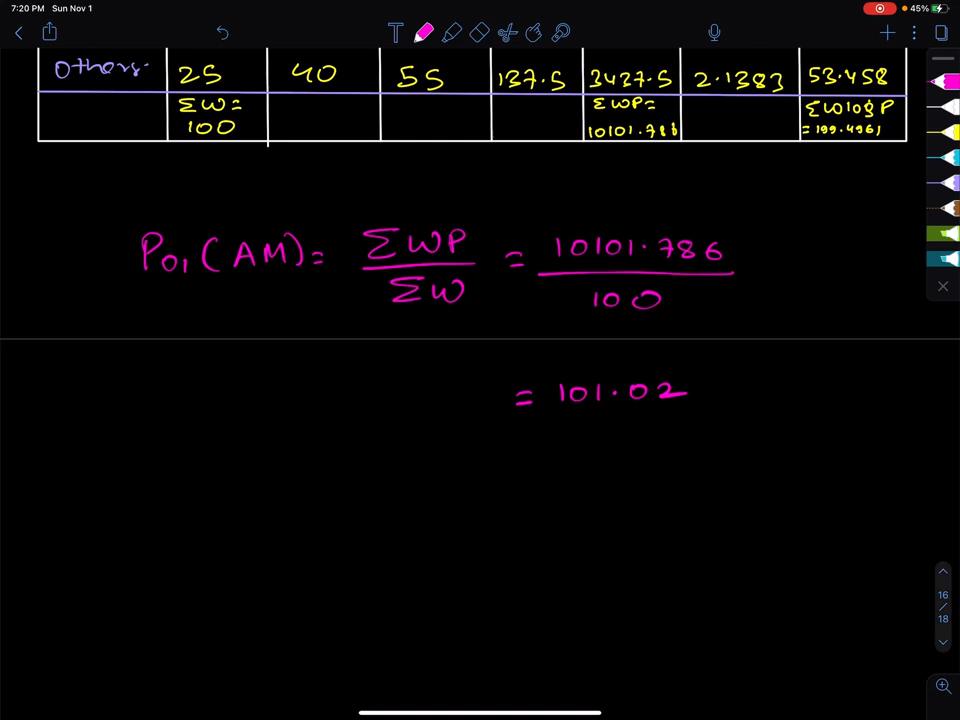 7:20 PM Sun Nov 1
45%
Others. 25 40 55 137.5 3437.5 2.1383 53.458
ΣW = ΣWP= ΣWlogP
100 10101.786 = 199.4961
P01(AM) = ΣWP / ΣW = 10101.786 / 100
= 101.02
16
/
18